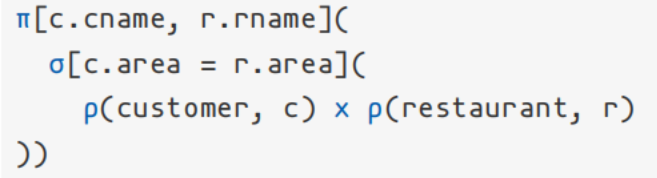 π[c.cname, r.rname](
σ[c.area = r.area](
ρ(customer, c) x ρ(restaurant, r)
))